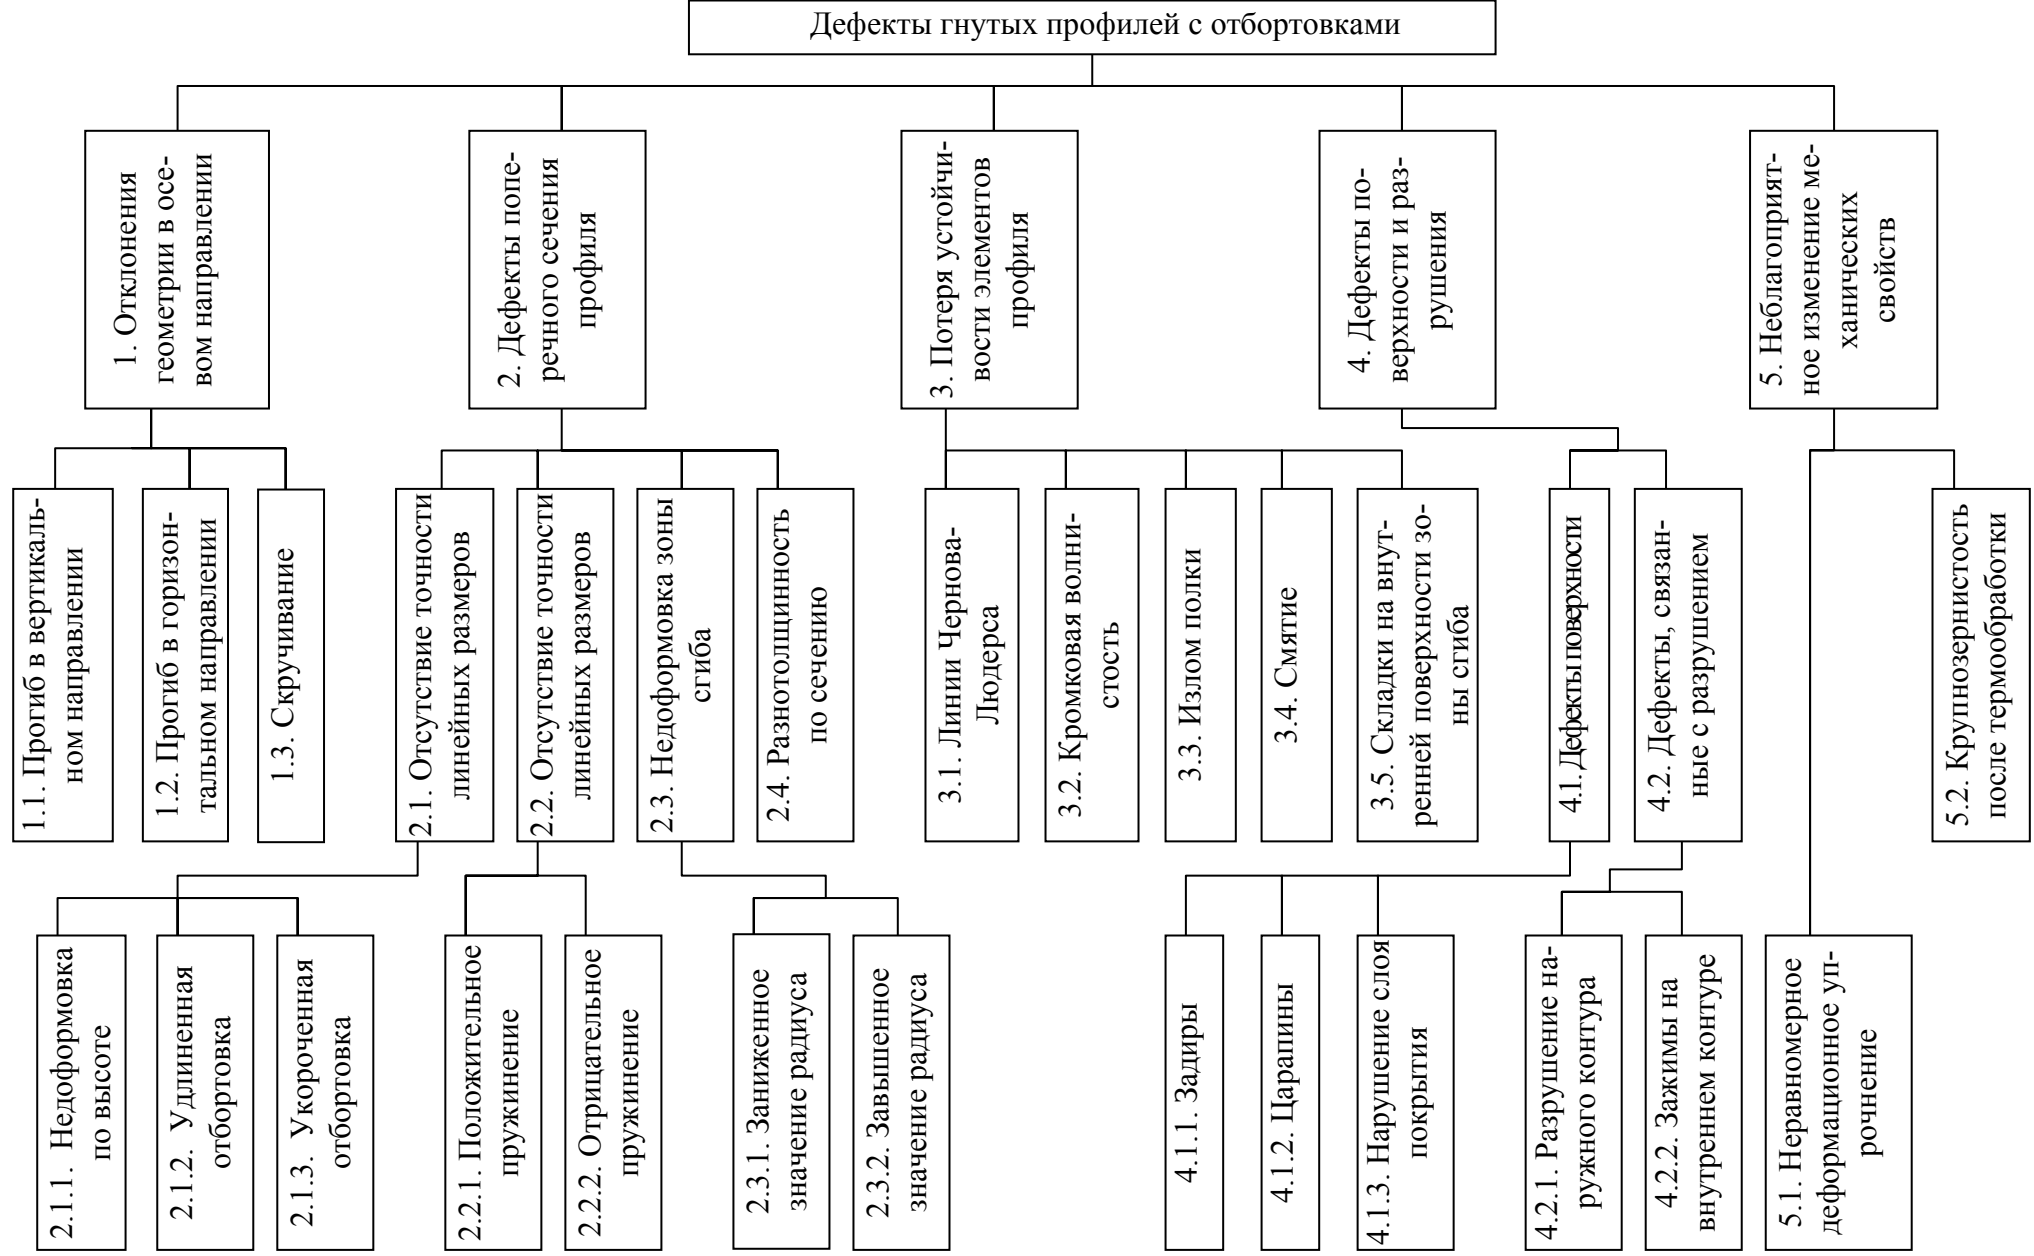 Дефекты гнутых профилей с отбортовками
1. Отклонения
геометрии в осе-
вом направлении
2. Дефекты попе-
речного сечения
профиля
3. Потеря устойчи-
вости элементов
профиля
4. Дефекты по-
верхности и раз-
рушения
5. Неблагоприят-
ное изменение ме-
ханических
свойств
1.1. Прогиб в вертикаль-
ном направлении
1.2. Прогиб в горизон-
тальном направлении
1.3. Скручивание
2.1. Отсутствие точности
линейных размеров
2.2. Отсутствие точности
линейных размеров
2.3. Недоформовка зоны
сгиба
2.4. Разнотолщинность
по сечению
3.1. Линии Чернова-
Людерса
3.2. Кромковая волни-
стость
3.3. Излом полки
3.4. Смятие
3.5. Складки на внут-
ренней поверхности зо-
ны сгиба
4.1. Дефекты поверхности
4.2. Дефекты, связан-
ные с разрушением
5.2. Крупнозернистость
после термообработки
2.1.1. Недоформовка
по высоте
2.1.2. Удлиненная
отбортовка
2.1.3. Укороченная
отбортовка
2.2.1. Положительное
пружинение
2.2.2. Отрицательное
пружинение
2.3.1. Заниженное
значение радиуса
2.3.2. Завышенное
значение радиуса
4.1.1. Задиры
4.1.2. Царапины
4.1.3. Нарушение слоя
покрытия
4.2.1. Разрушение на-
ружного контура
4.2.2. Зажимы на
внутреннем контуре
5.1. Неравномерное
деформационное уп-
рочнение